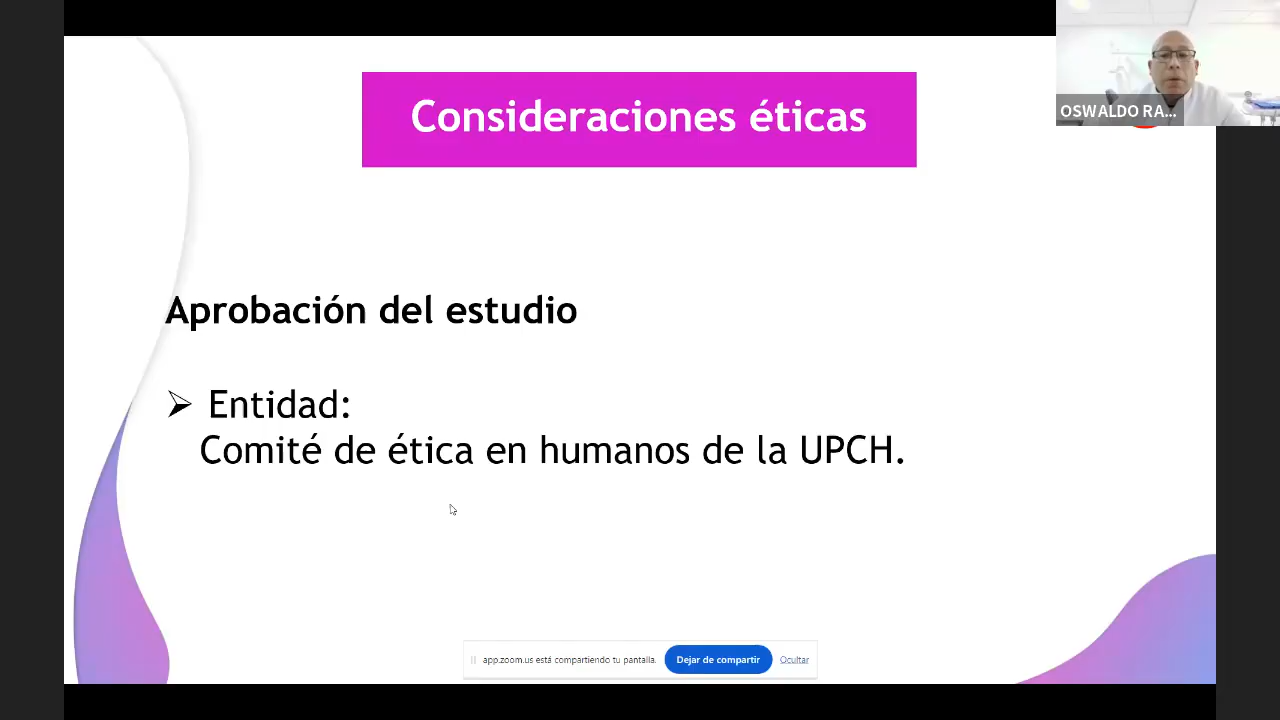 Consideraciones éticas
OSWALDO RA...
Aprobación del estudio
Entidad:
Comité de ética en humanos de la UPCH.
app.zoom.us está compartiendo tu pantalla. Dejar de compartir Ocultar